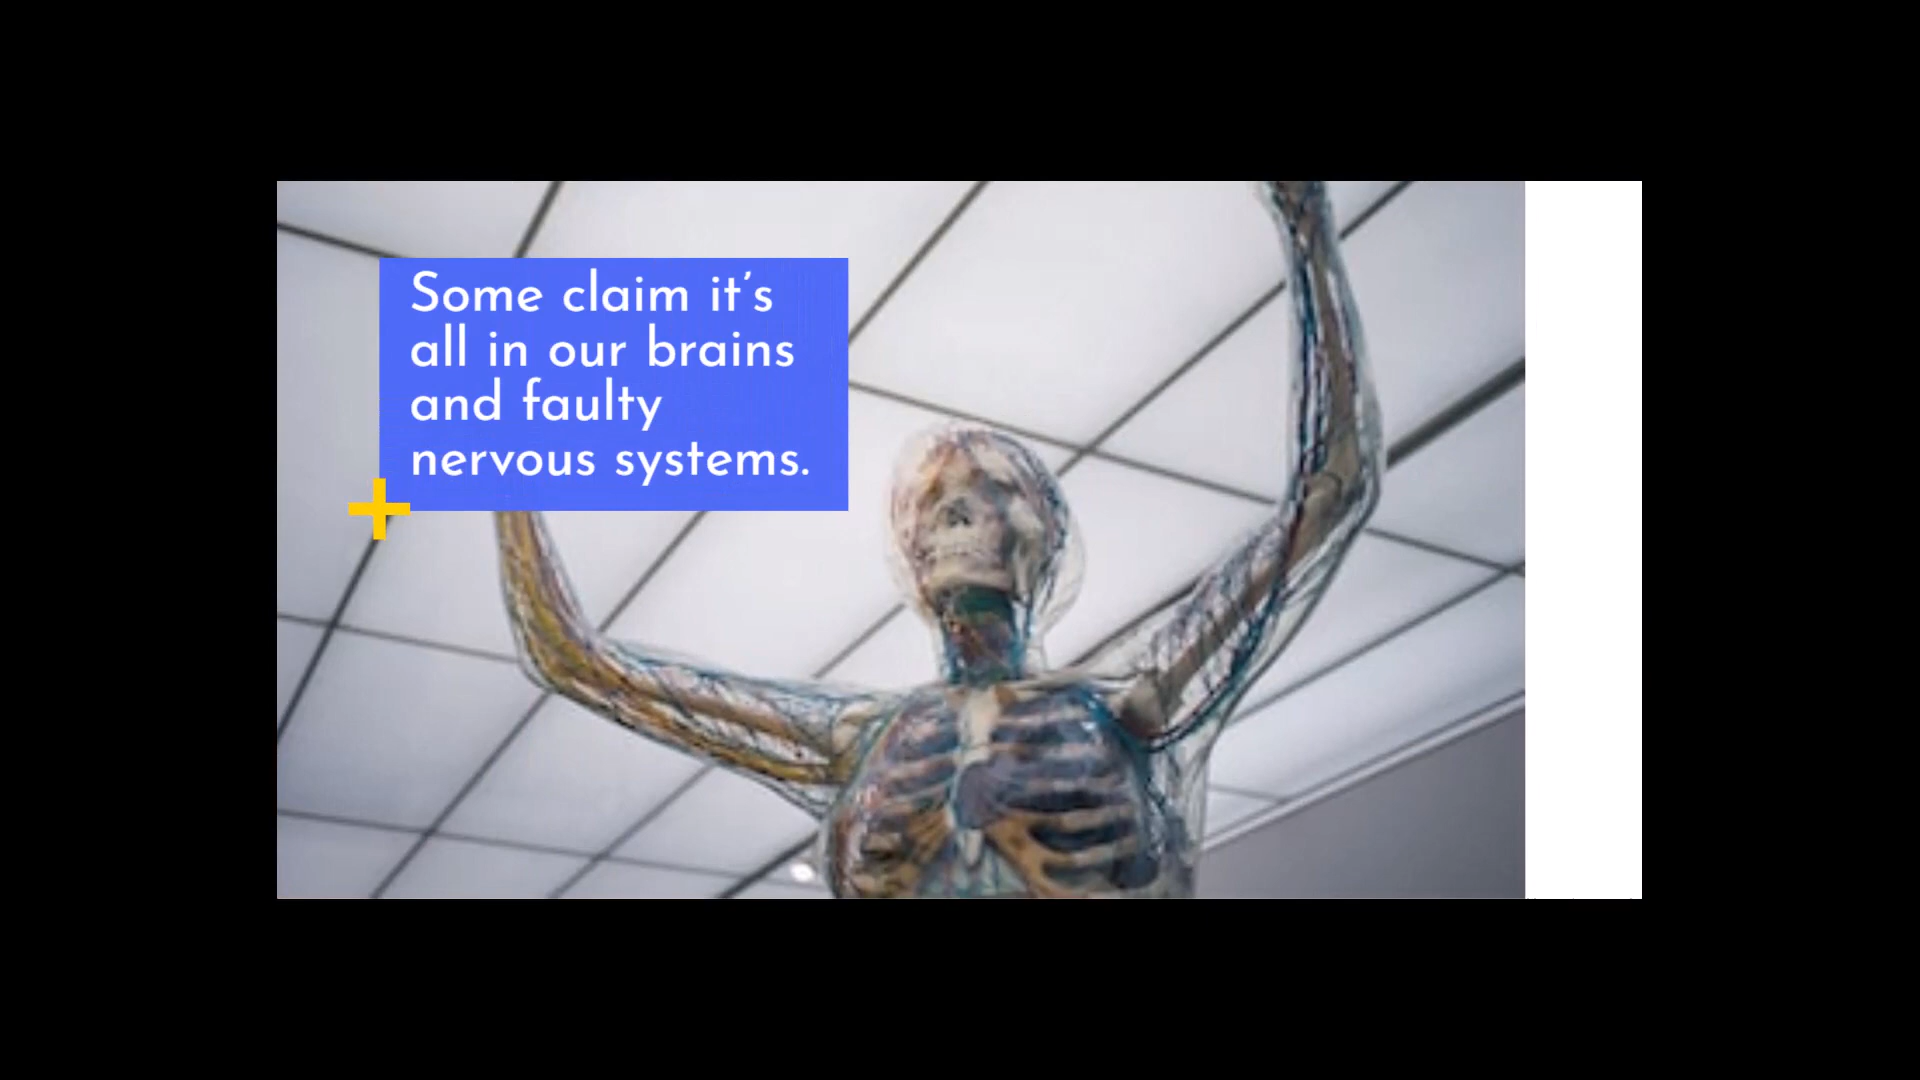 Some claim it’s
all in our brains
and faulty
nervous systems.